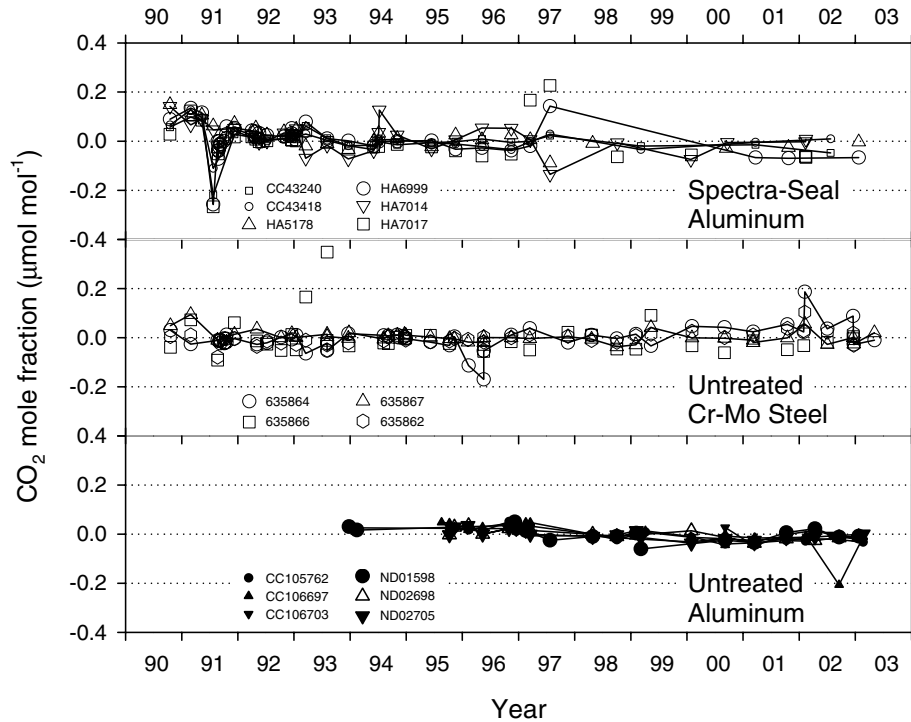 90 91 92 93 94 95 96 97 98 99 00 01 02 03
0.4
0.2
0.0
-0.2
-0.4
CC43240 HA6999
CC43418 HA7014
HA5178 HA7017
Spectra-Seal
Aluminum
0.2
0.0
-0.2
0.4
635864 635867
635866 635862
Untreated
Cr-Mo Steel
0.2
0.0
-0.2
-0.4
CC105762 ND01598
CC106697 ND02698
CC106703 ND02705
Untreated
Aluminum
CO2 mole fraction (μmol mol-1)
90 91 92 93 94 95 96 97 98 99 00 01 02 03
Year